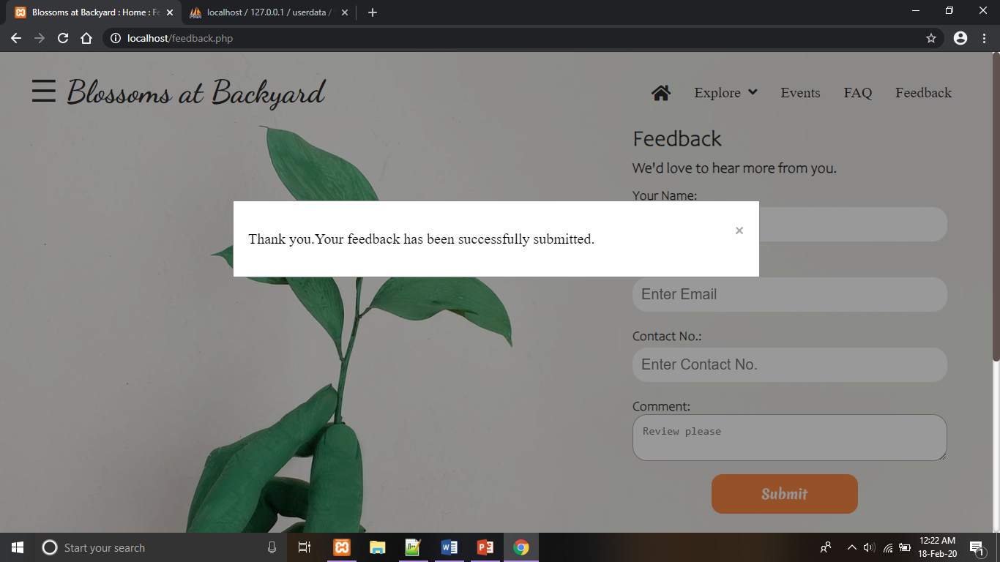 Blossoms at Backyard : Home : Fe
localhost / 127.0.0.1 / userdata /
localhost/feedback.php
Blossoms at Backyard
Explore
Events
FAQ
Feedback
Feedback
We'd love to hear more from you.
Your Name:
Thank you.Your feedback has been successfully submitted.
×
Enter Email
Contact No.:
Enter Contact No.
Comment:
Review please
Submit
Start your search
12:22 AM
18-Feb-20
1